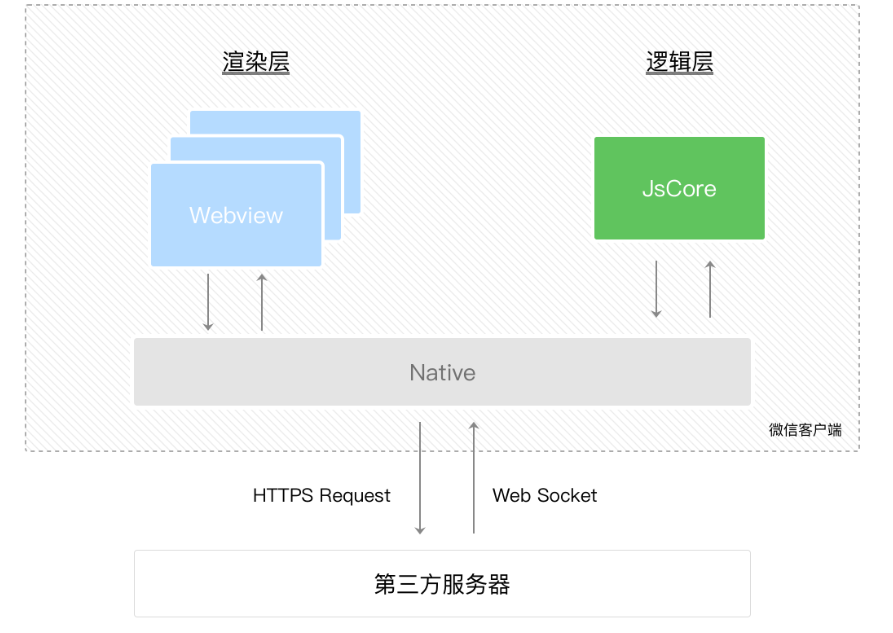 渲染层
逻辑层
JsCore
Webview
Native
微信客户端
HTTPS Request
Web Socket
第三方服务器